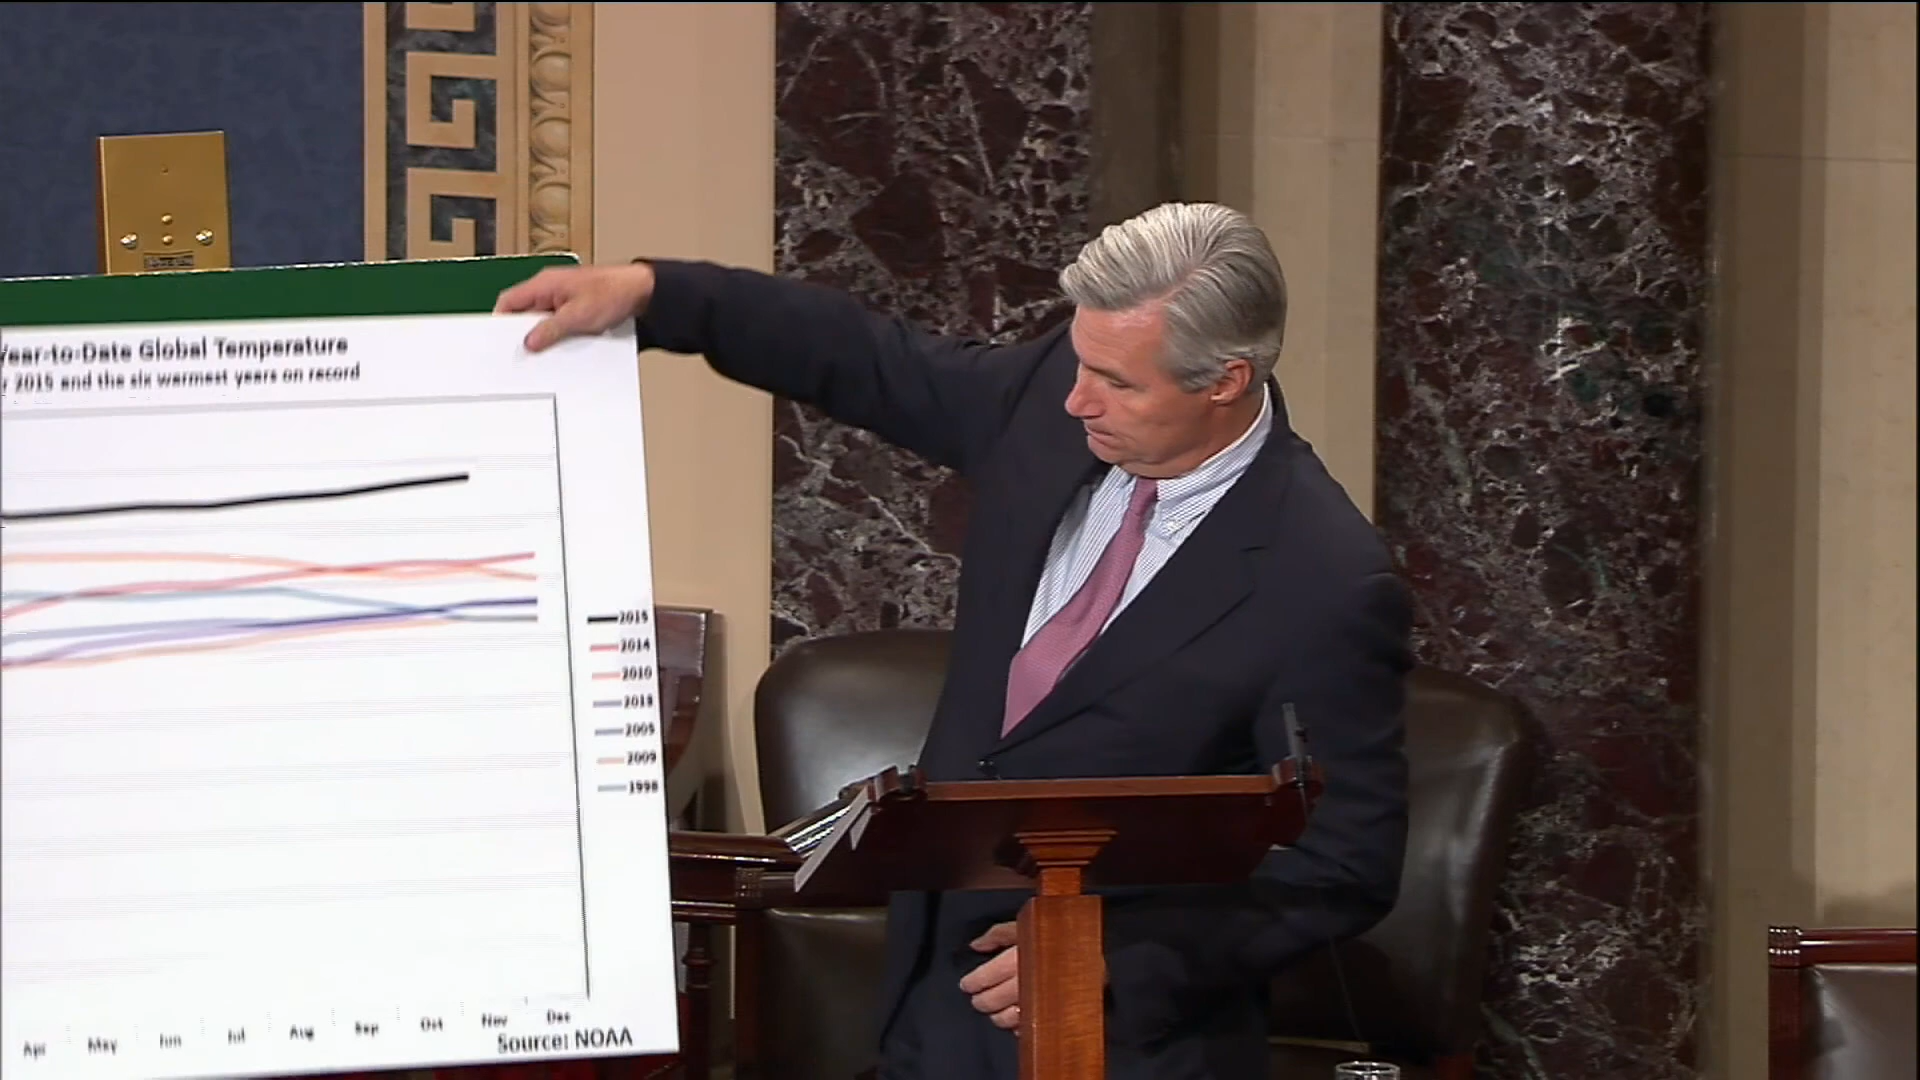 Year-to-Date Global Temperature
2015 and the six warmest years on record
2015
2014
2010
2013
2005
2009
1998
Apr May Jun Jul Aug Sep Oct Nov Dec
Source: NOAA